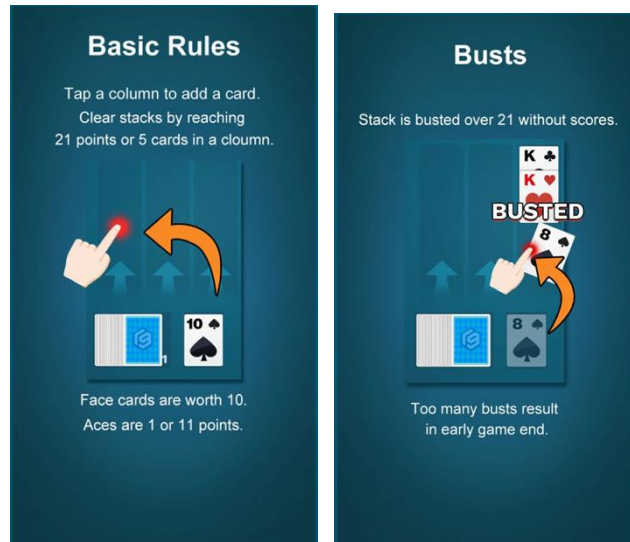 Basic Rules
Tap a column to add a card.
Clear stacks by reaching
21 points or 5 cards in a cloumn.
10
1
Face cards are worth 10.
Aces are 1 or 11 points.
Busts
Stack is busted over 21 without scores.
K
K
BUSTED
8
8
Too many busts result
in early game end.